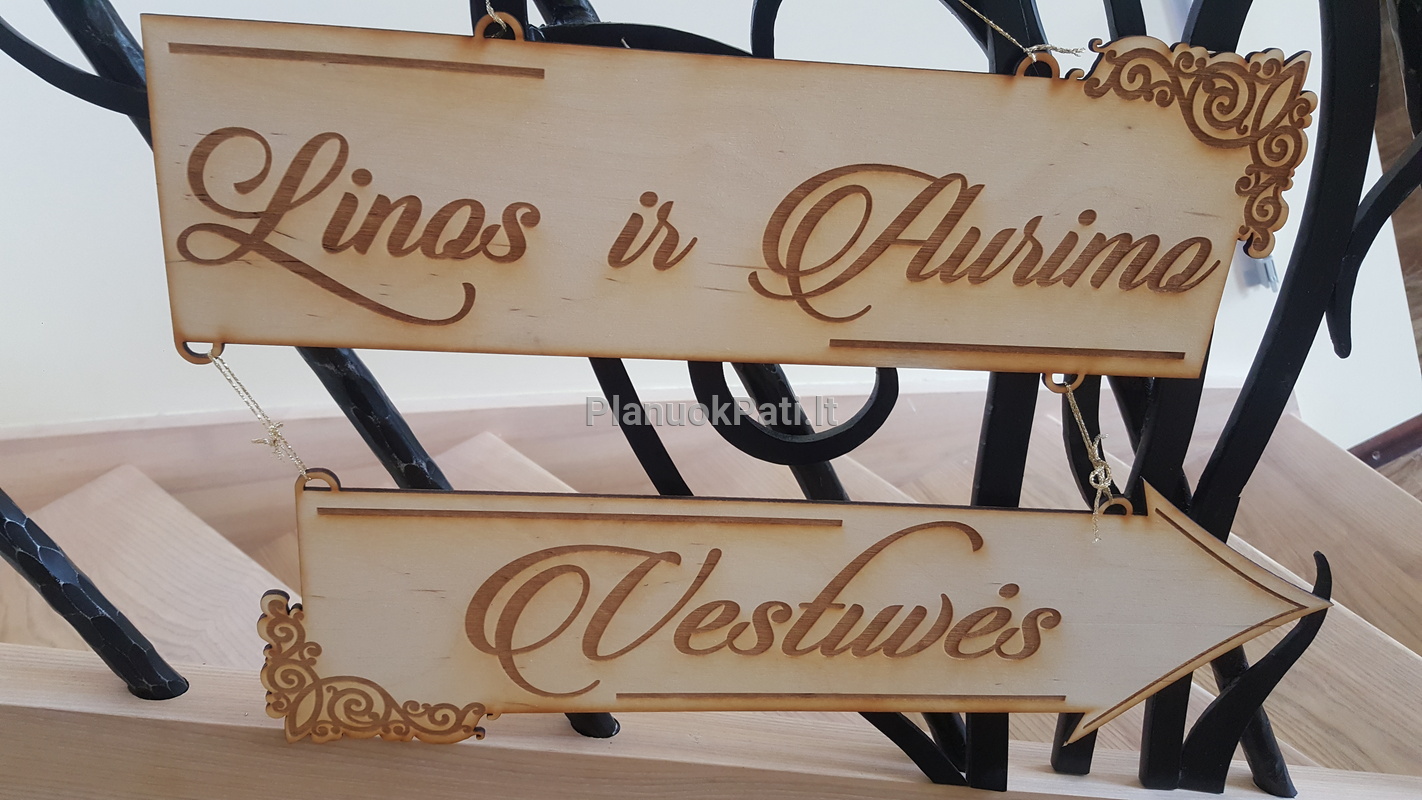 Linos ir Aurimo
PlanuokPati.lt
Vestuvės